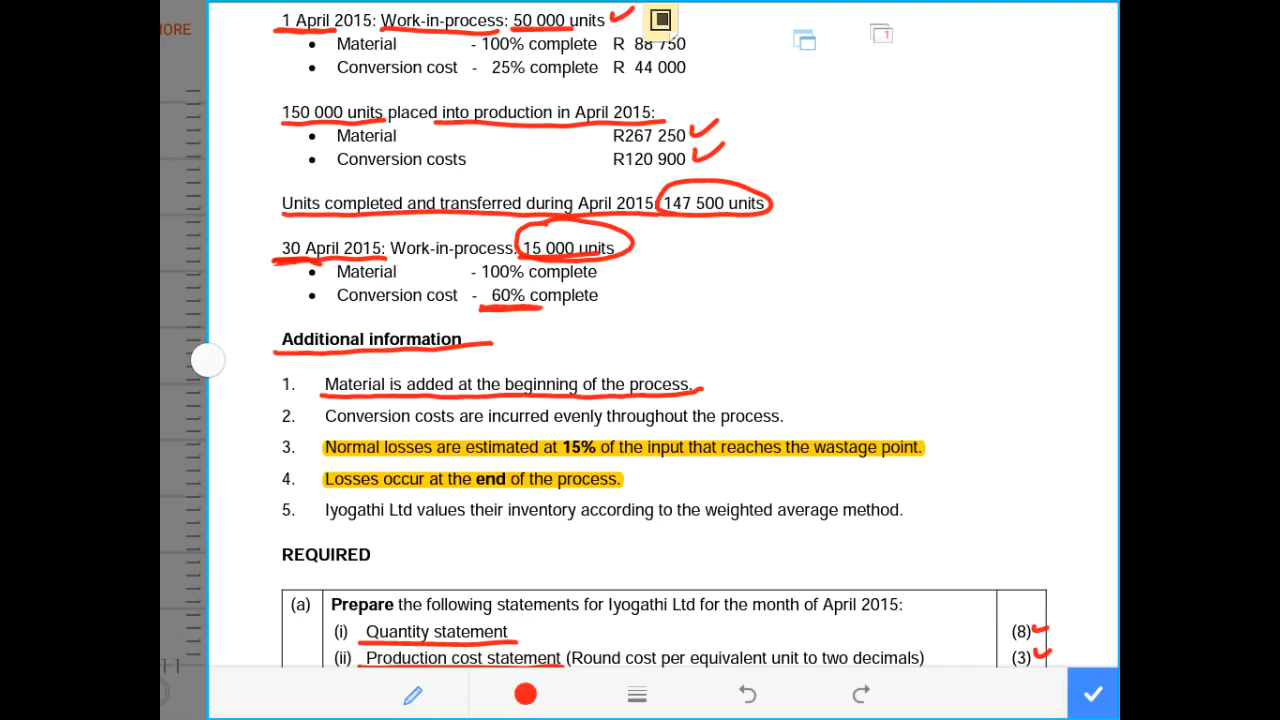 ORE
1 April 2015: Work-in-process: 50 000 units
• Material - 100% complete R 88 750
• Conversion cost - 25% complete R 44 000
150 000 units placed into production in April 2015:
• Material R267 250
• Conversion costs R120 900
Units completed and transferred during April 2015: 147 500 units
30 April 2015: Work-in-process: 15 000 units
• Material - 100% complete
• Conversion cost - 60% complete
Additional information
1. Material is added at the beginning of the process.
2. Conversion costs are incurred evenly throughout the process.
3. Normal losses are estimated at 15% of the input that reaches the wastage point.
4. Losses occur at the end of the process.
5. Iyogathi Ltd values their inventory according to the weighted average method.
REQUIRED
(a) Prepare the following statements for Iyogathi Ltd for the month of April 2015:
(i) Quantity statement (8)
(ii) Production cost statement (Round cost per equivalent unit to two decimals) (3)
1